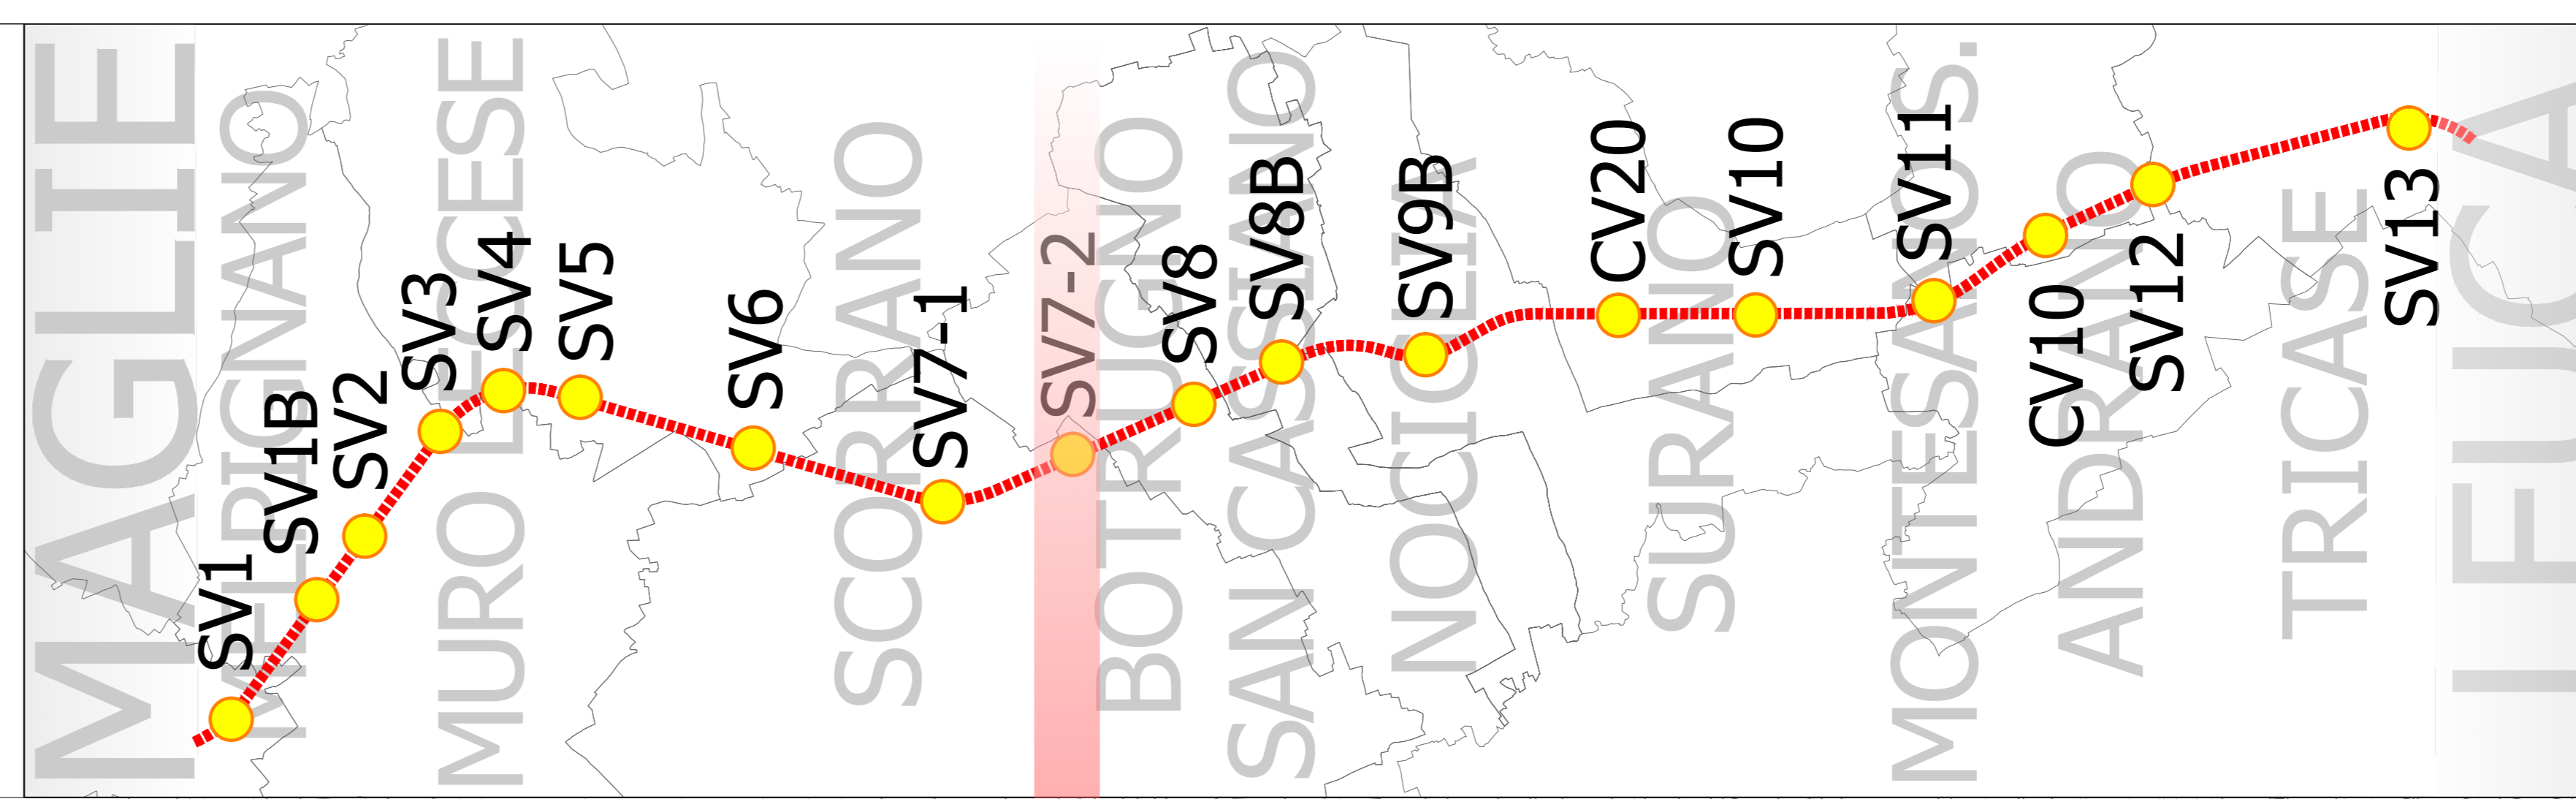 MAGLIE
SV1
MELPIGNANO
SV1B
SV2
SV3
MURO LECCESE
SV4
SV5
SV6
SCORRANO
SV7-1
SV7-2
BOTRUGNO
SV8
SAN CASSIANO
SV8B
SV9B
NOCIGLIA
CV20
SURANO
SV10
SV11
MONTESANO S.
CV10
ANDRANO
SV12
TRICASE
SV13
LEUCA